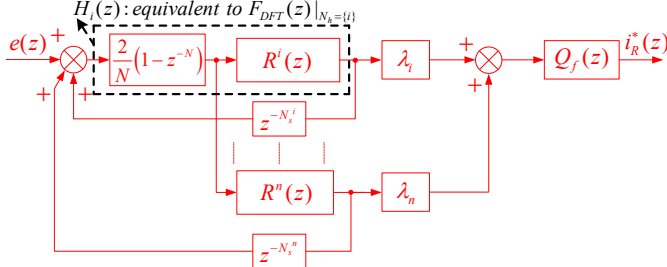 H_i(z): equivalent to F_DFT(z)|_{N_h={i}}
e(z) + + +
2/N (1−z^{−N})
R^i(z)
λ_i
+ +
Q_f(z)
i_R^*(z)
z^{−N_s^i}
R^n(z)
λ_n
z^{−N_s^n}